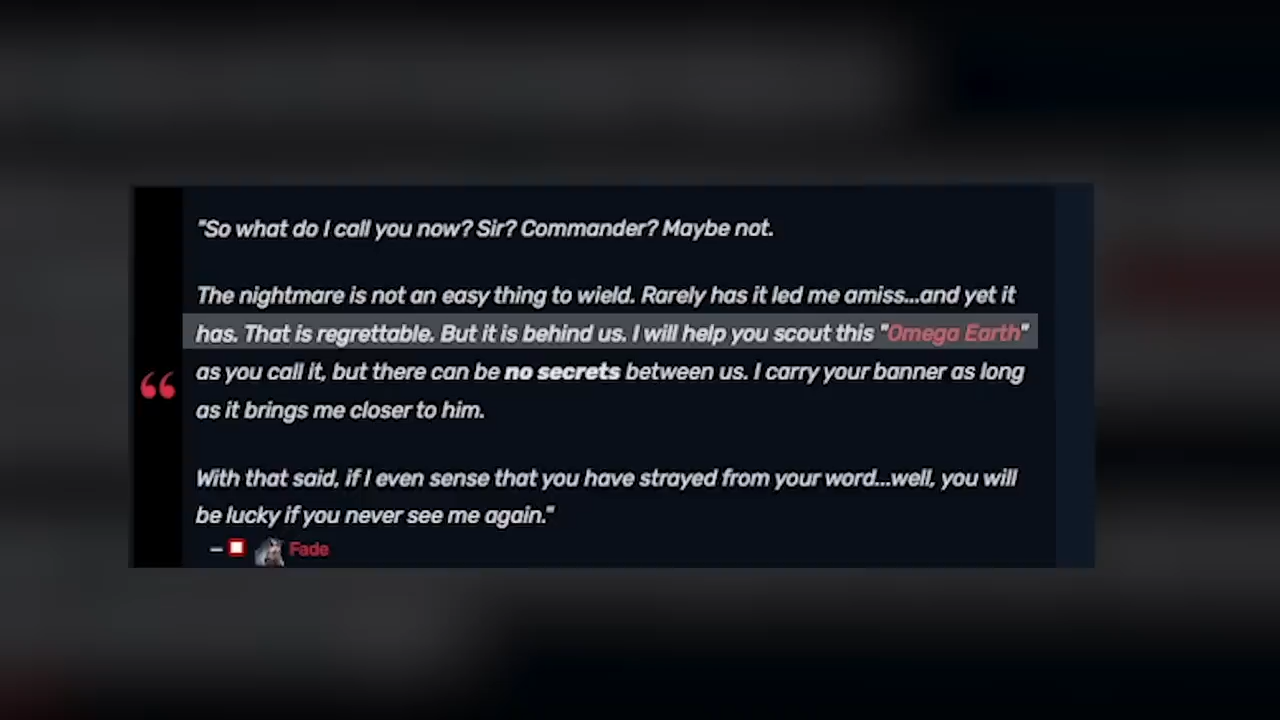 "So what do I call you now? Sir? Commander? Maybe not.
The nightmare is not an easy thing to wield. Rarely has it led me amiss...and yet it
has. That is regrettable. But it is behind us. I will help you scout this "Omega Earth"
as you call it, but there can be no secrets between us. I carry your banner as long
as it brings me closer to him.
With that said, if I even sense that you have strayed from your word...well, you will
be lucky if you never see me again."
– Fade